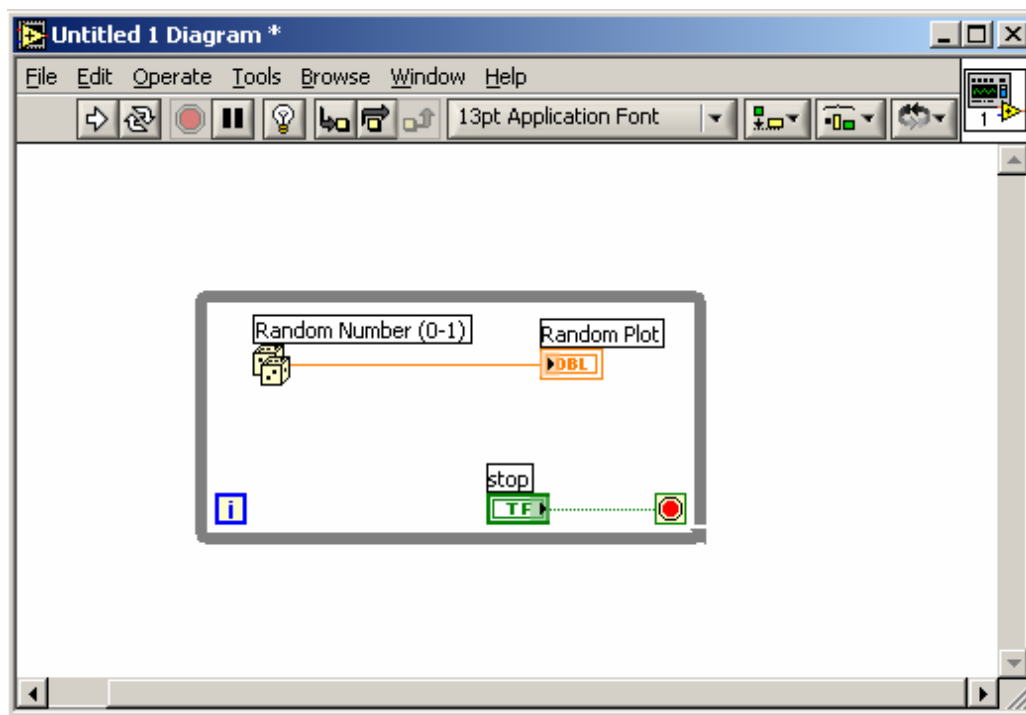 Untitled 1 Diagram *
File Edit Operate Tools Browse Window Help
13pt Application Font
1
Random Number (0-1)
Random Plot
DBL
stop
i
TF